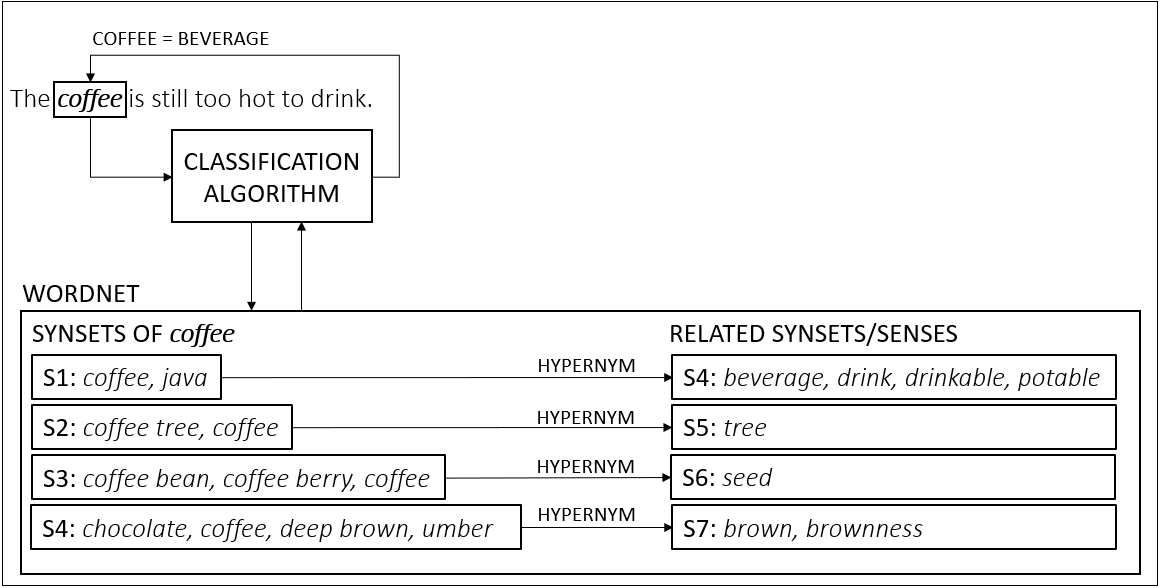 COFFEE = BEVERAGE
The coffee is still too hot to drink.
CLASSIFICATION
ALGORITHM
WORDNET
SYNSETS OF coffee
RELATED SYNSETS/SENSES
S1: coffee, java
HYPERNYM
S4: beverage, drink, drinkable, potable
S2: coffee tree, coffee
HYPERNYM
S5: tree
S3: coffee bean, coffee berry, coffee
HYPERNYM
S6: seed
S4: chocolate, coffee, deep brown, umber
HYPERNYM
S7: brown, brownness